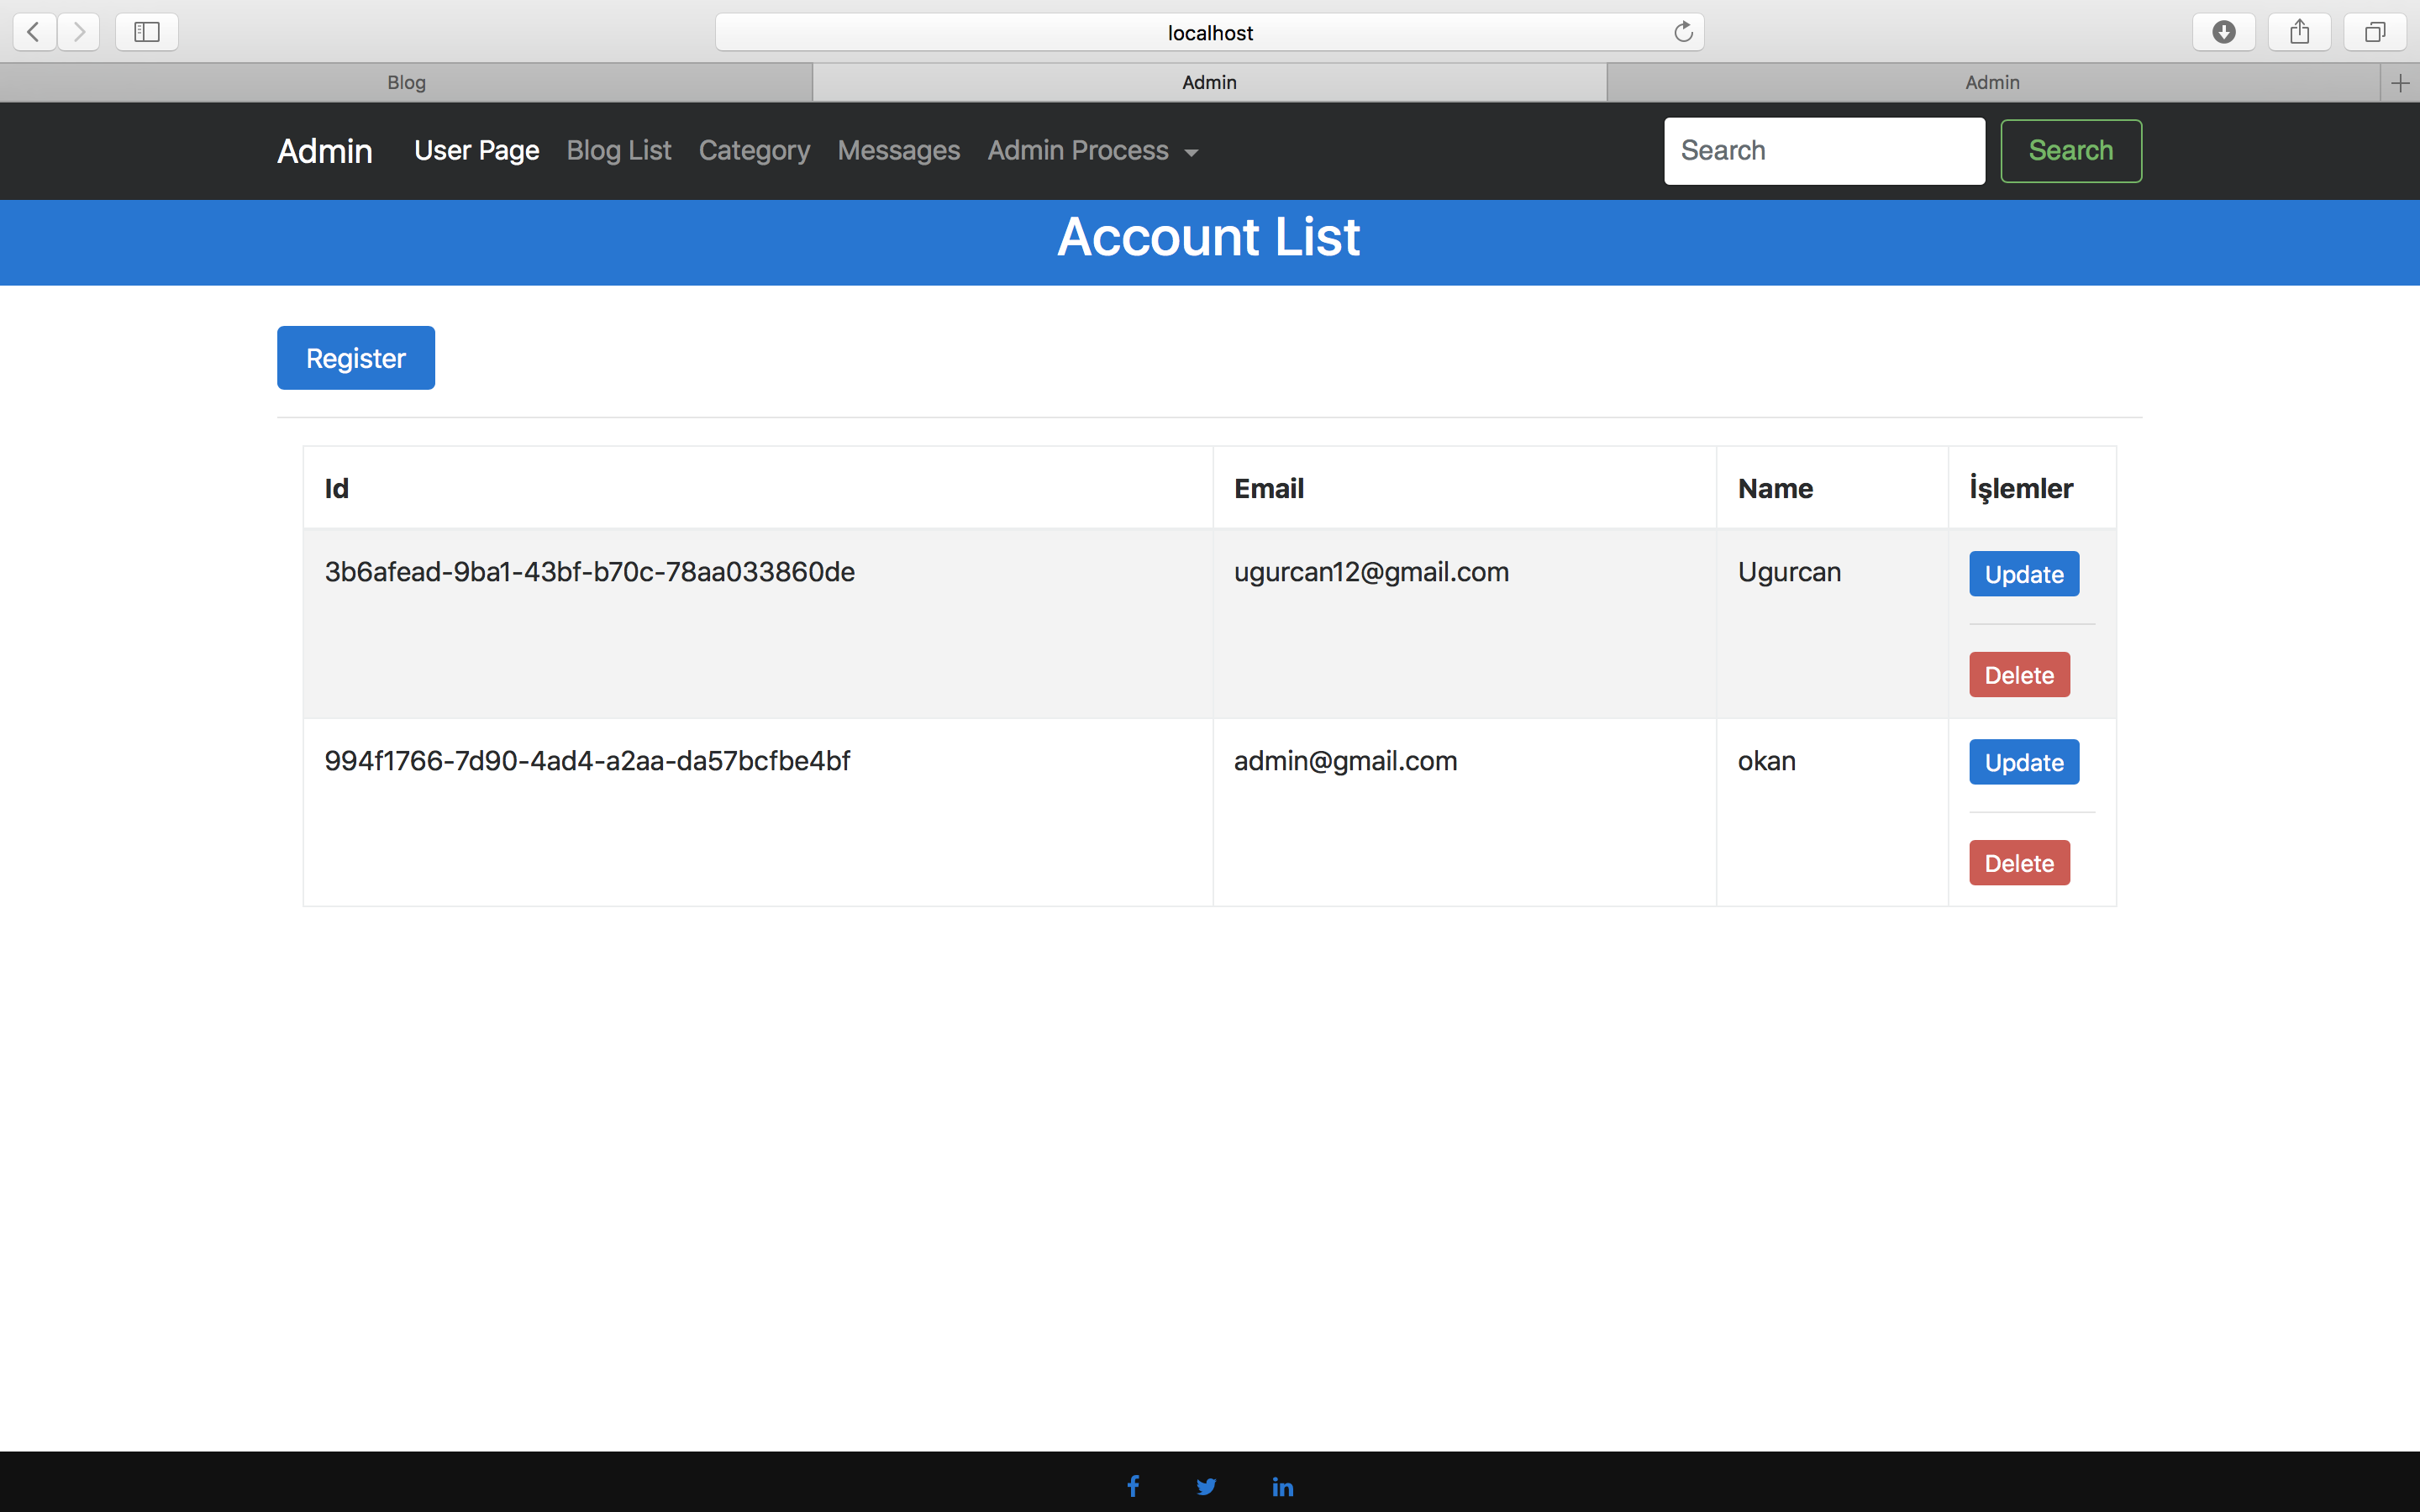 localhost
Blog Admin Admin
Admin User Page Blog List Category Messages Admin Process Search Search
Account List
Register
Id Email Name İşlemler
3b6afead-9ba1-43bf-b70c-78aa033860de ugurcan12@gmail.com Ugurcan Update
Delete
994f1766-7d90-4ad4-a2aa-da57bcfbe4bf admin@gmail.com okan Update
Delete